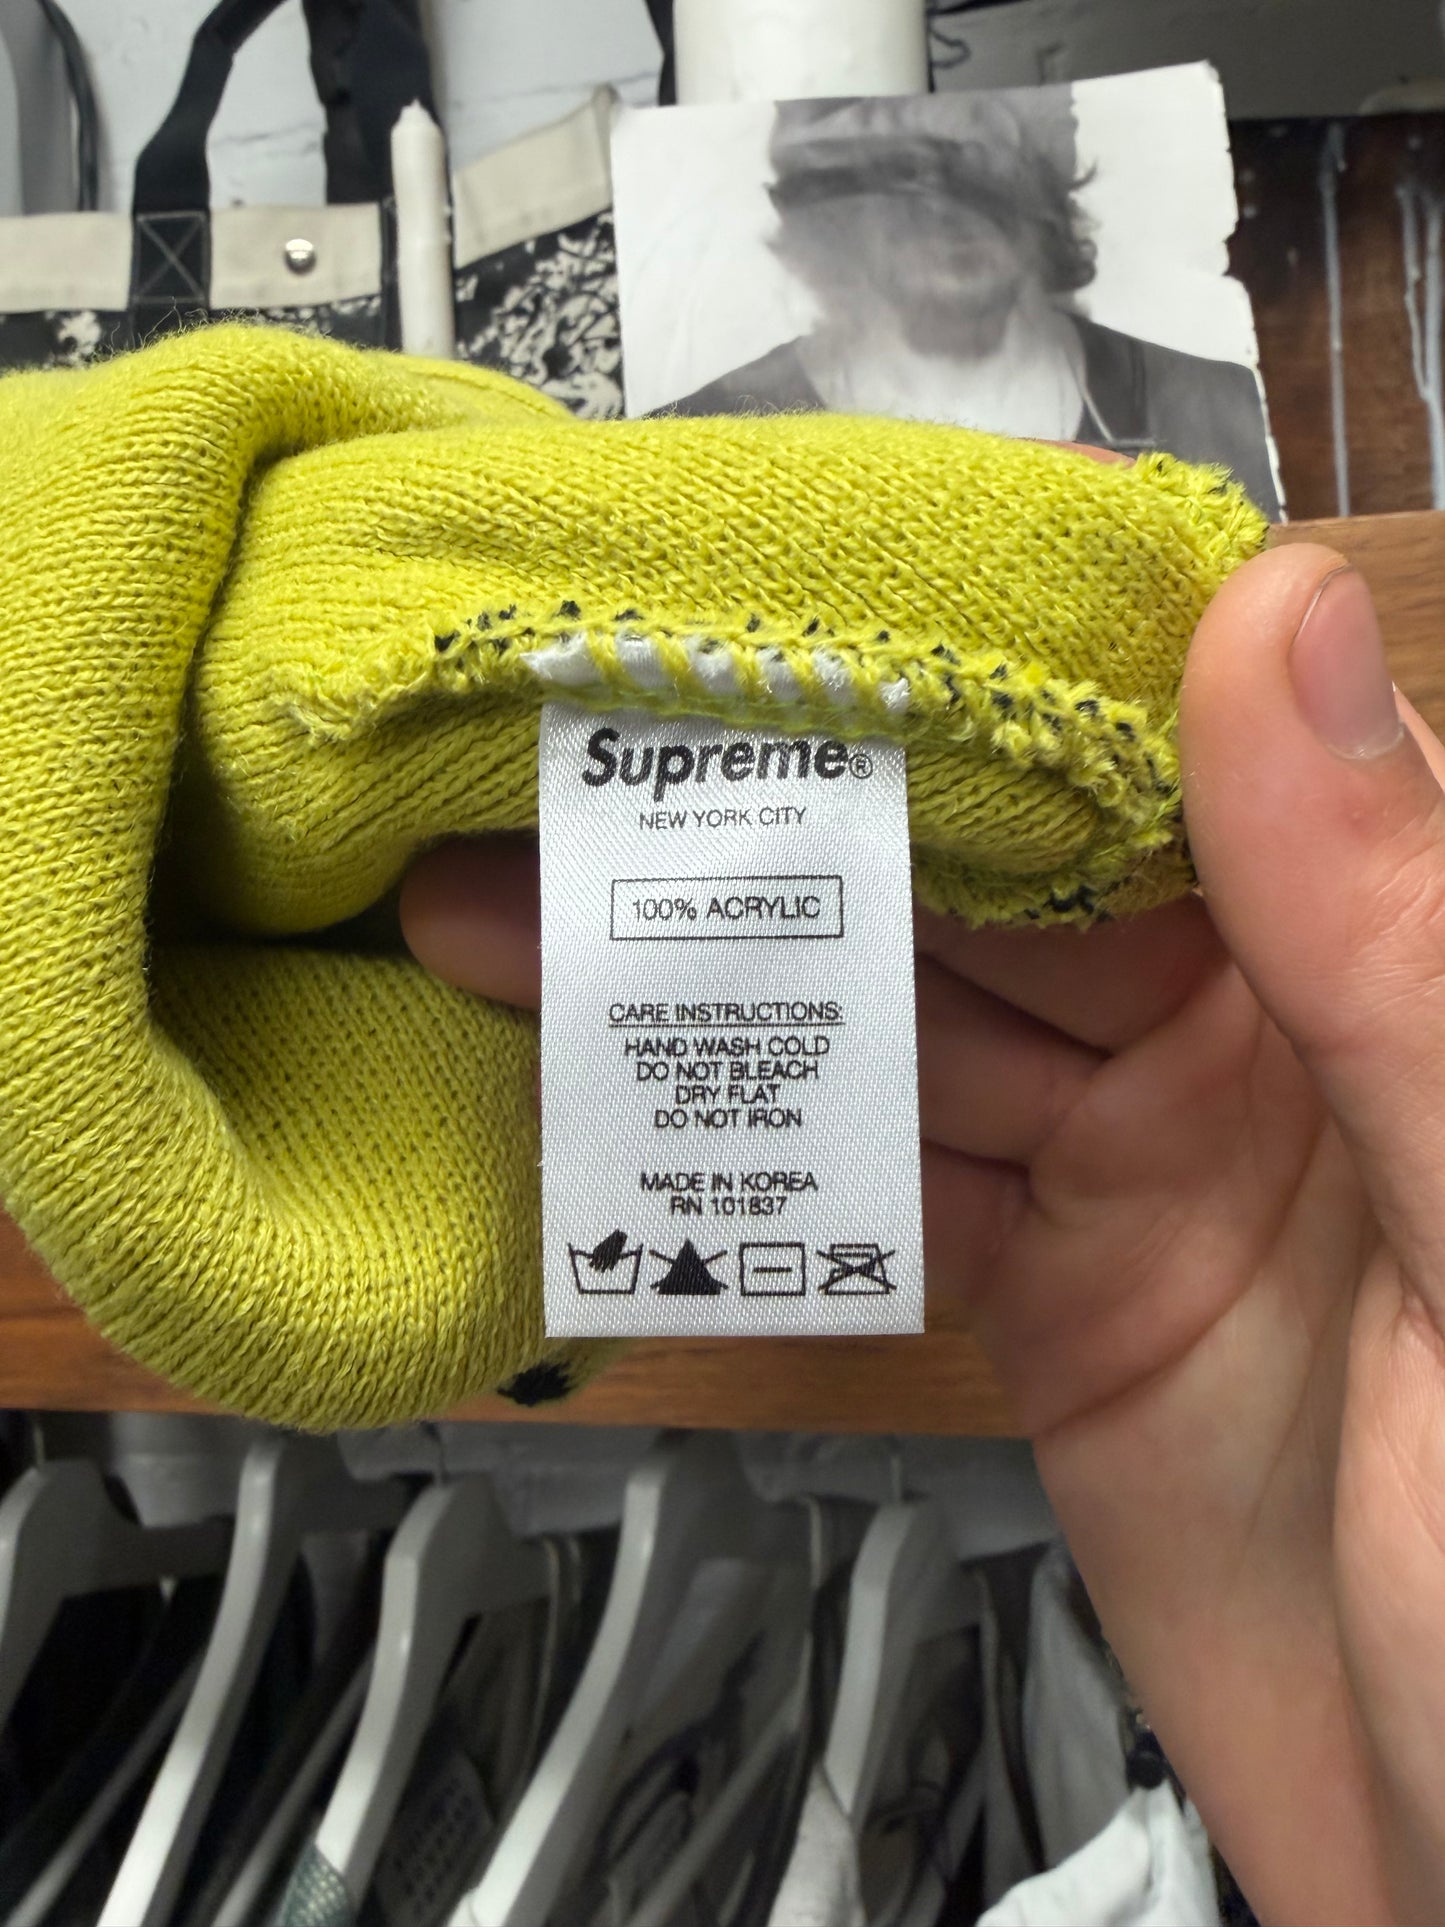 Supreme®
NEW YORK CITY
100% ACRYLIC
CARE INSTRUCTIONS:
HAND WASH COLD
DO NOT BLEACH
DRY FLAT
DO NOT IRON
MADE IN KOREA
RN 101837